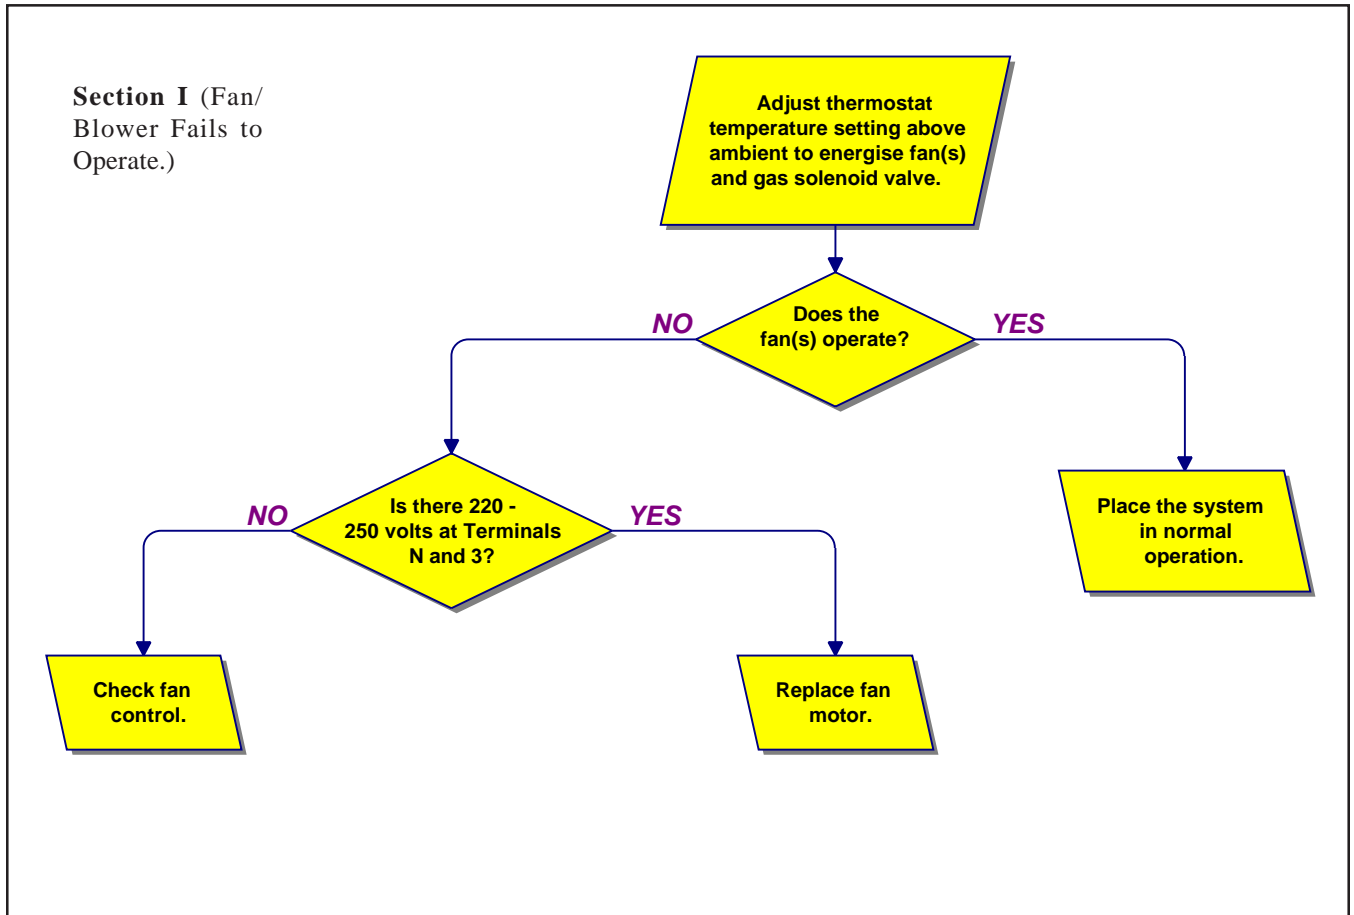 Section I (Fan/
Blower Fails to
Operate.)
Adjust thermostat
temperature setting above
ambient to energise fan(s)
and gas solenoid valve.
Does the
fan(s) operate?
NO
YES
Is there 220 -
250 volts at Terminals
N and 3?
NO
YES
Place the system
in normal
operation.
Check fan
control.
Replace fan
motor.